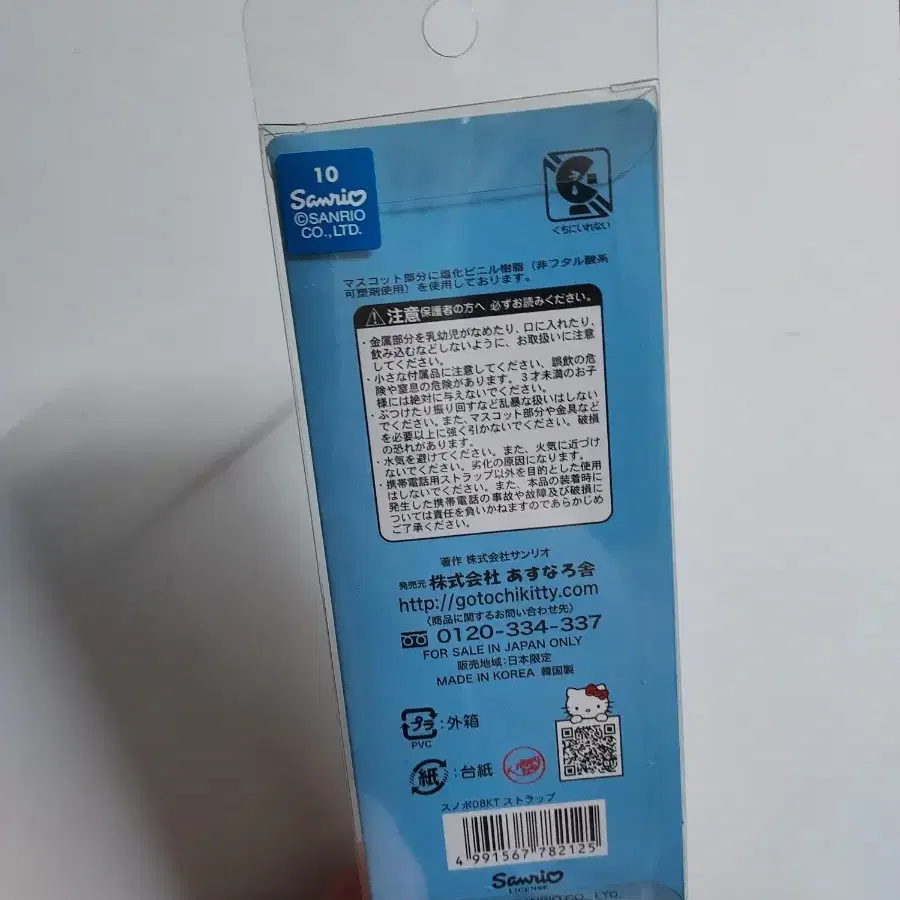 10
Sanrio
©SANRIO
CO.,LTD.
くちにいれない
マスコット部分に塩化ビニル樹脂（非フタル酸系
可塑剤使用）を使用しております。
注意 保護者の方へ 必ずお読みください。
・金属部分を乳幼児がなめたり、口に入れたり、
飲み込むなどしないように、お取扱いに注意
してください。
・小さな付属品に注意してください、誤飲の危
険や窒息の危険があります。3才未満のお子
様には絶対に与えないでください。
・ぶつけたり振り回すなど乱暴な扱いはしない
でください。また、マスコット部分や金具など
を必要以上に強く引かないでください。破損
の恐れがあります。
・水気を避けてください。また、火気に近づけ
ないでください。劣化の原因になります。
・携帯電話用ストラップ以外を目的とした使用
はしないでください。また、本品の装着時に
発生した携帯電話の事故や故障及び破損に
ついては責任を負いかねますのであらかじめ
ご了承ください。
著作 株式会社サンリオ
発売元 株式会社 あすなろ舎
http://gotochikitty.com
〈商品に関するお問い合わせ先〉
0120-334-337
FOR SALE IN JAPAN ONLY
販売地域:日本限定
MADE IN KOREA 韓国製
プラ :外箱
PVC
紙 :台紙
スノボ08KT ストラップ
4 991567 782125
Sanrio
LICENSE
CO., LTD.